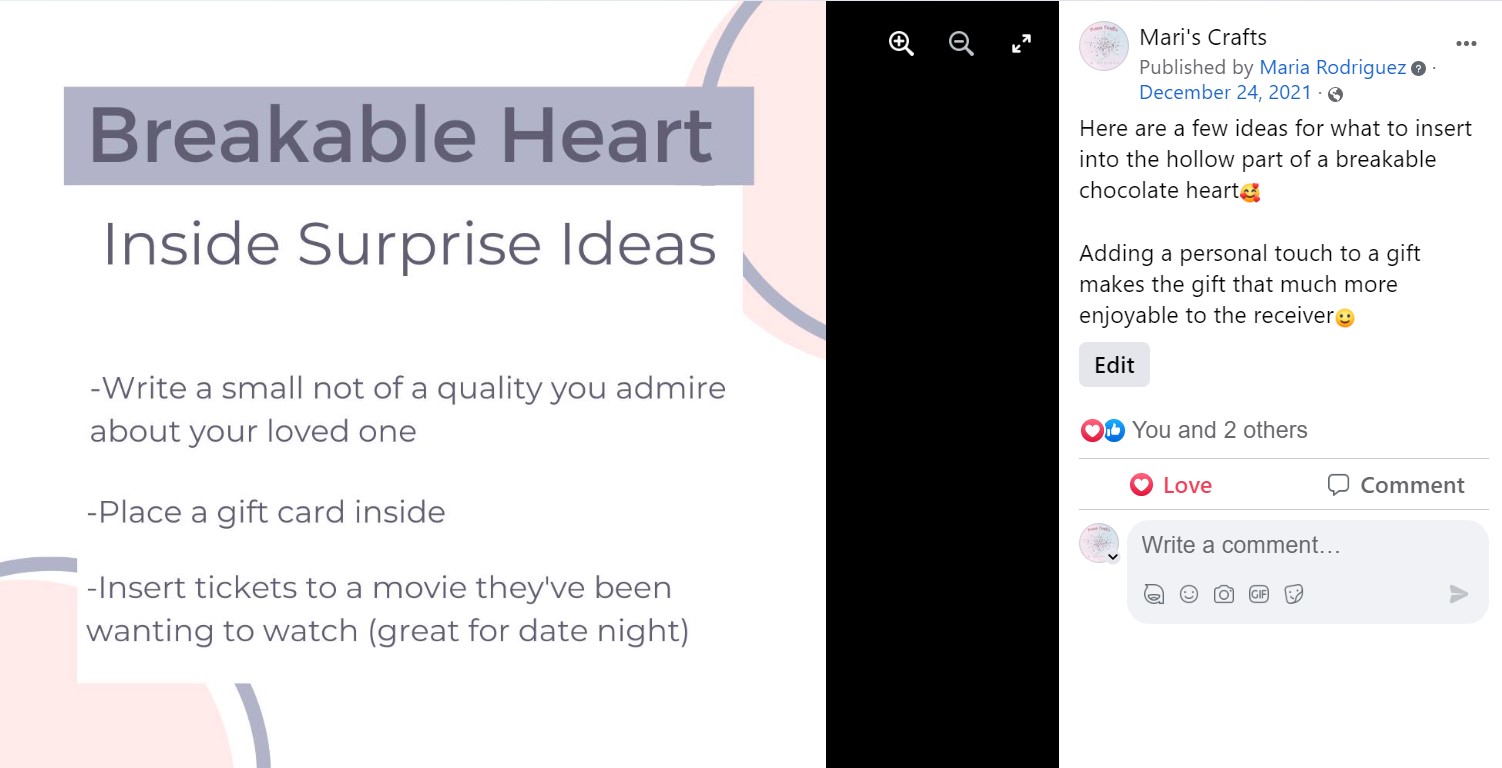 Breakable Heart
Inside Surprise Ideas
-Write a small not of a quality you admire
about your loved one
-Place a gift card inside
-Insert tickets to a movie they've been
wanting to watch (great for date night)
Mari's Crafts
Published by Maria Rodriguez ·
December 24, 2021 ·
Here are a few ideas for what to insert
into the hollow part of a breakable
chocolate heart🥰
Adding a personal touch to a gift
makes the gift that much more
enjoyable to the receiver🙂
Edit
You and 2 others
Love Comment
Write a comment…
GIF